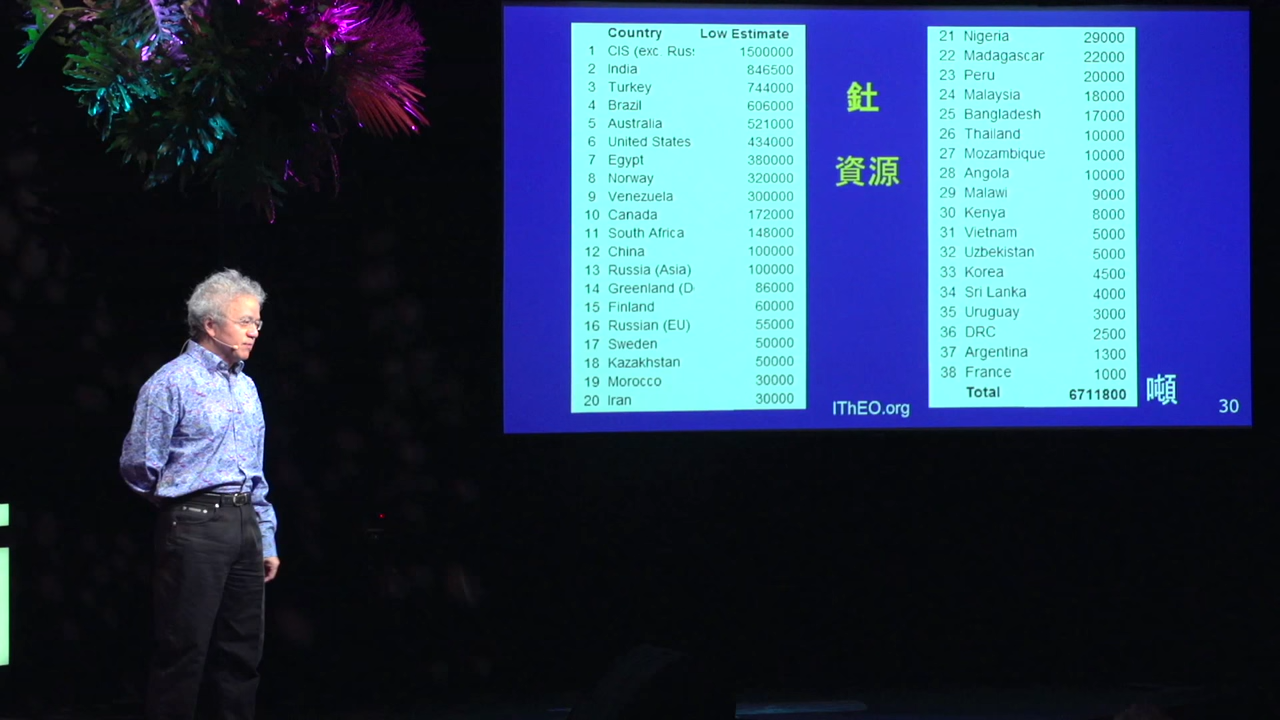 Country Low Estimate
1 CIS (exc. Rus
2 India 846500
3 Turkey 744000
4 Brazil 606000
5 Australia 521000
6 United States 434000
7 Egypt 380000
8 Norway 320000
9 Venezuela 300000
10 Canada 172000
11 South Africa 148000
12 China 100000
13 Russia (Asia) 100000
14 Greenland (D 86000
15 Finland 60000
16 Russian (EU) 55000
17 Sweden 50000
18 Kazakhstan 50000
19 Morocco 30000
20 Iran 30000
釷
資源
IThEO.org
21 Nigeria 29000
22 Madagascar 22000
23 Peru 20000
24 Malaysia 18000
25 Bangladesh 17000
26 Thailand 10000
27 Mozambique 10000
28 Angola 10000
29 Malawi 9000
30 Kenya 8000
31 Vietnam 5000
32 Uzbekistan 5000
33 Korea 4500
34 Sri Lanka 4000
35 Uruguay 3000
36 DRC 2500
37 Argentina 1300
38 France 1000
Total 6711800 噸
30